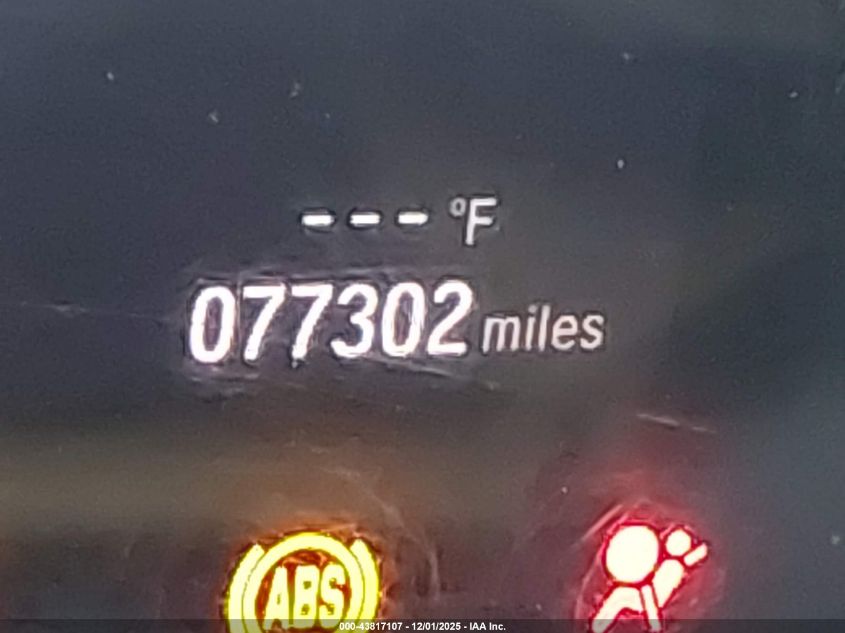 --- °F
077302 miles
ABS
000-43817107 - 12/01/2025 - IAA Inc.